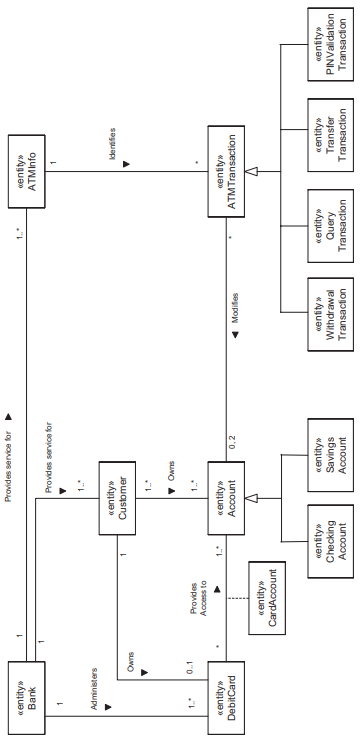 Provides service for
«entity»
Bank
1
1..*
«entity»
ATMInfo
1
Provides service for
1
Administers
1
Identifies
1..*
«entity»
Customer
1
1..*
Owns
Owns
0..1
1..*
1..*
*
«entity»
DebitCard
*
Provides
Access to
1..*
«entity»
Account
0, 2
Modifies
*
«entity»
ATMTransaction
«entity»
CardAccount
«entity»
Checking
Account
«entity»
Savings
Account
«entity»
Withdrawal
Transaction
«entity»
Query
Transaction
«entity»
Transfer
Transaction
«entity»
PINValidation
Transaction